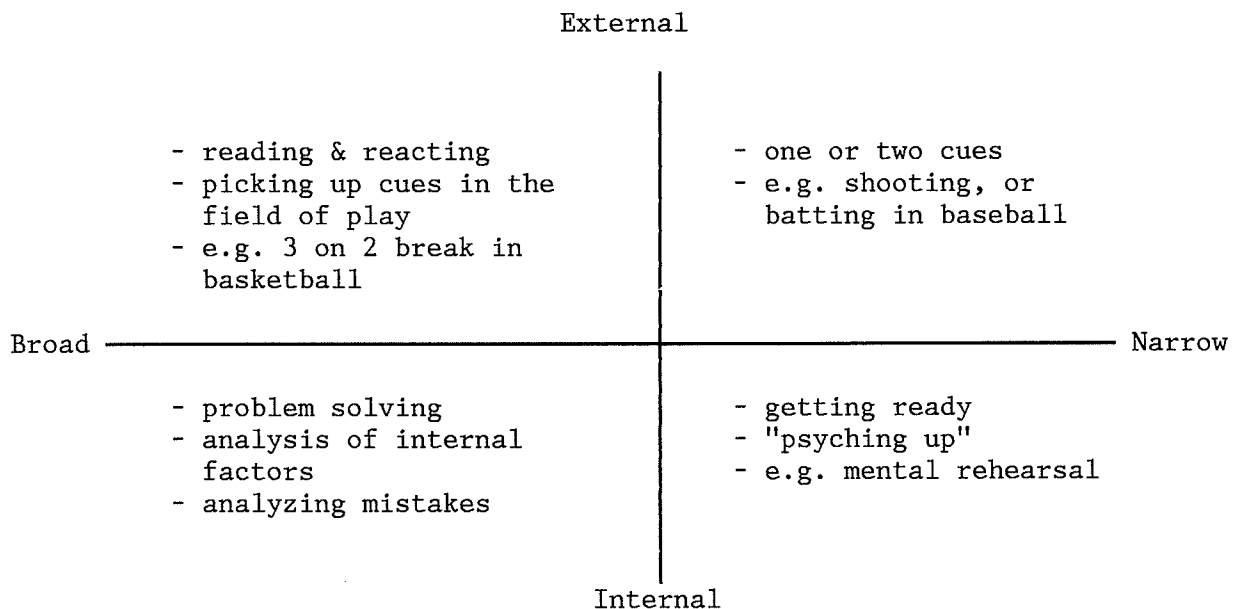 External
- reading & reacting
- picking up cues in the
field of play
- e.g. 3 on 2 break in
basketball
- one or two cues
- e.g. shooting, or
batting in baseball
Broad
Narrow
- problem solving
- analysis of internal
factors
- analyzing mistakes
- getting ready
- "psyching up"
- e.g. mental rehearsal
Internal